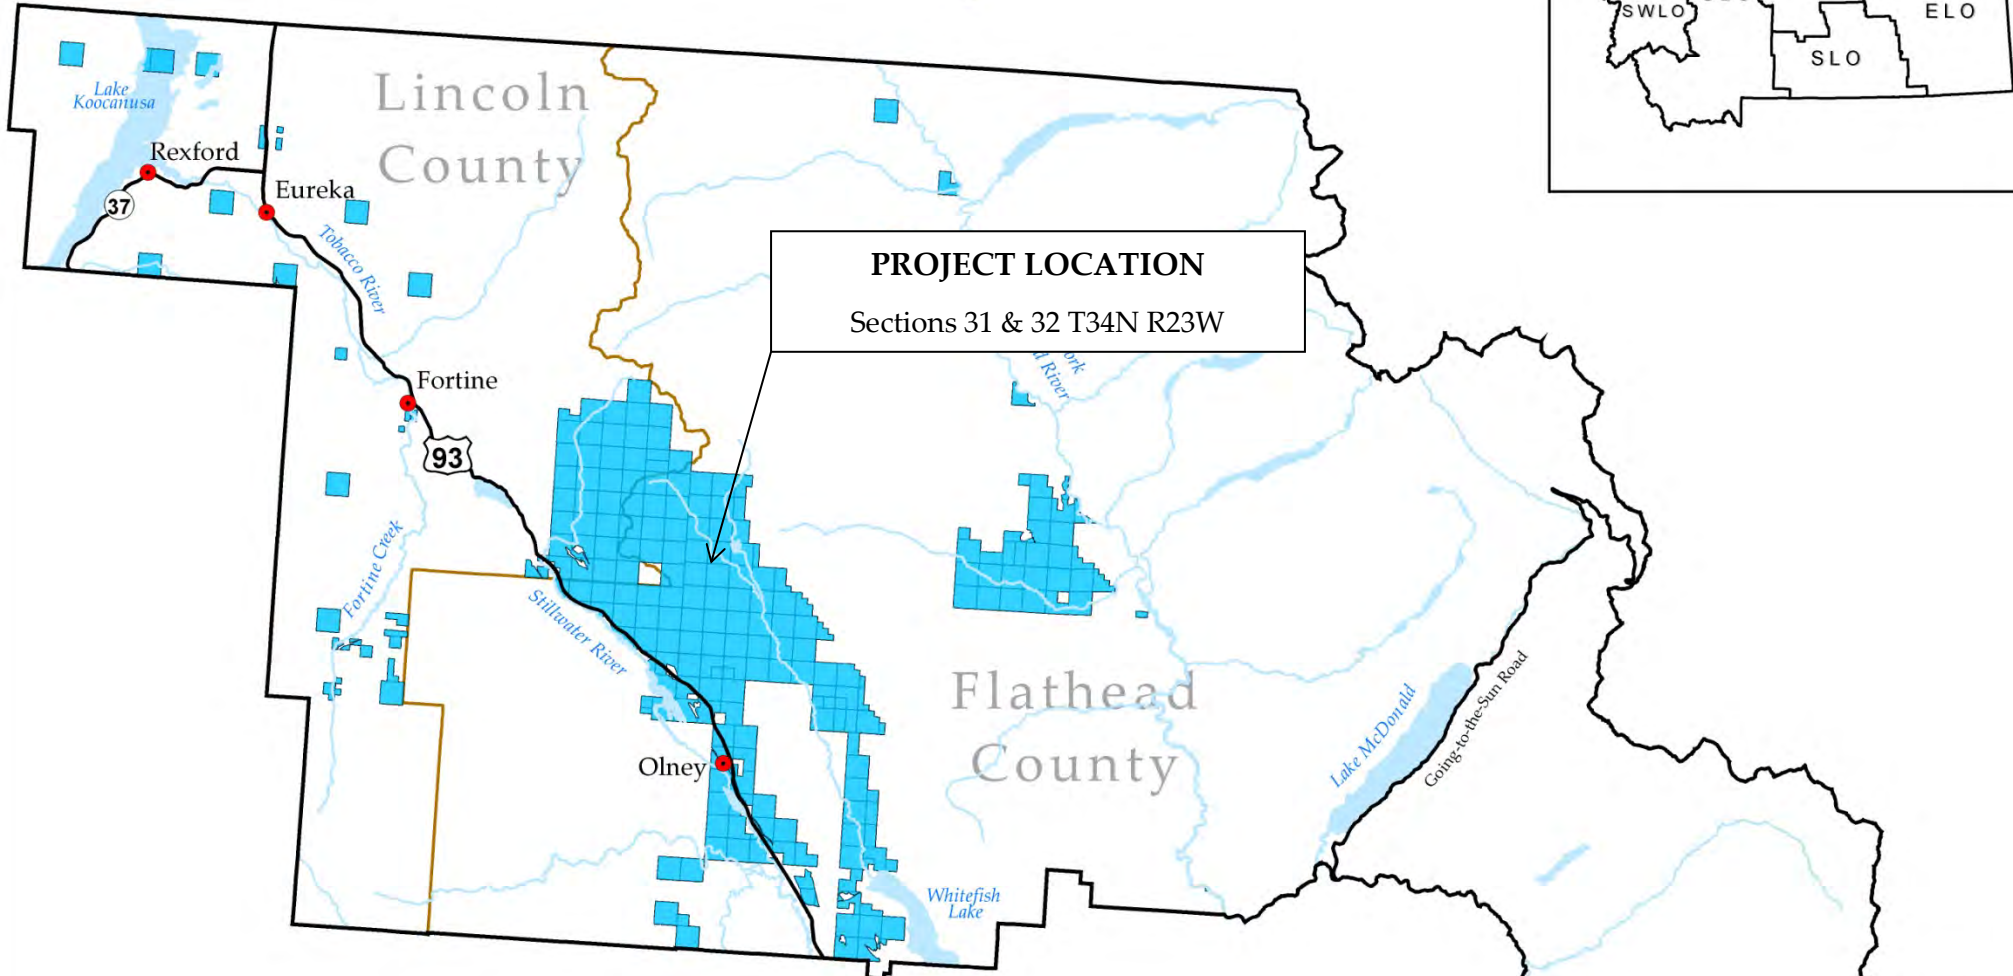 SWLO
ELO
SLO
Lincoln
County
Lake
Koocanusa
Rexford
37
Eureka
Tobacco River
PROJECT LOCATION
Sections 31 & 32 T34N R23W
River
Fortine
93
Fortine Creek
Stillwater River
Flathead
County
Olney
Lake McDonald
Going-to-the-Sun Road
Whitefish
Lake